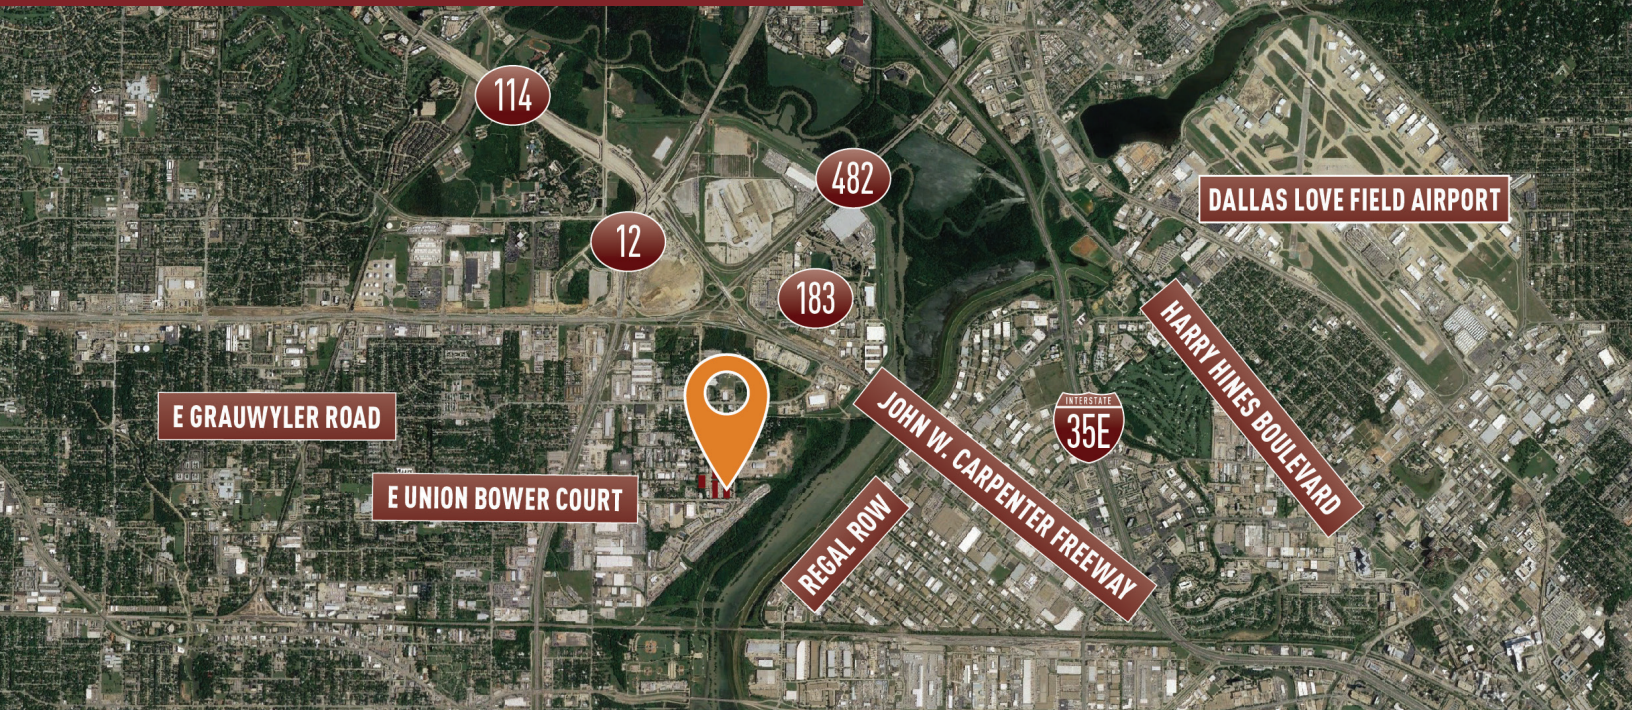 114
482
DALLAS LOVE FIELD AIRPORT
12
183
HARRY HINES BOULEVARD
E GRAUWYLER ROAD
JOHN W. CARPENTER FREEWAY
INTERSTATE
35E
E UNION BOWER COURT
REGAL ROW